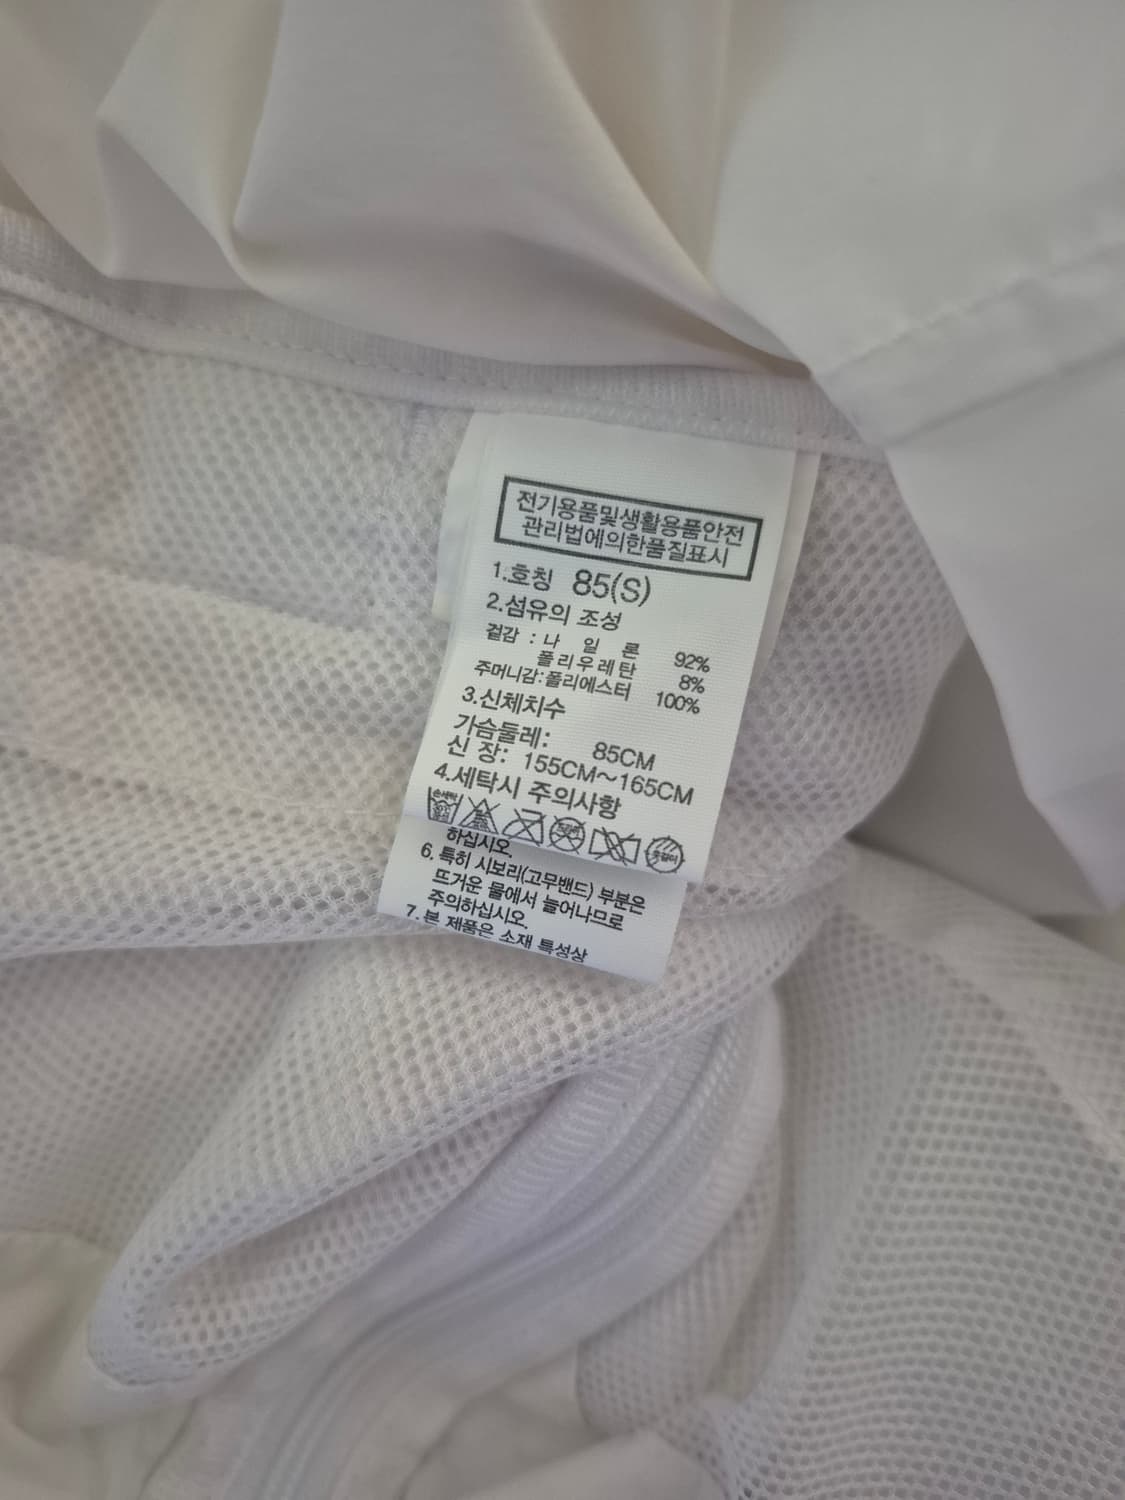 전기용품및생활용품안전
관리법에의한품질표시
1.호칭 85(S)
2.섬유의 조성
겉감 : 나 일 론 92%
폴리우레탄 8%
주머니감:폴리에스터 100%
3.신체치수
가슴둘레: 85CM
신 장: 155CM~165CM
4.세탁시 주의사항
손세탁
하십시오.
6. 특히 시보리(고무밴드) 부분은
뜨거운 물에서 늘어나므로
주의하십시오.
7. 본 제품은 소재 특성상